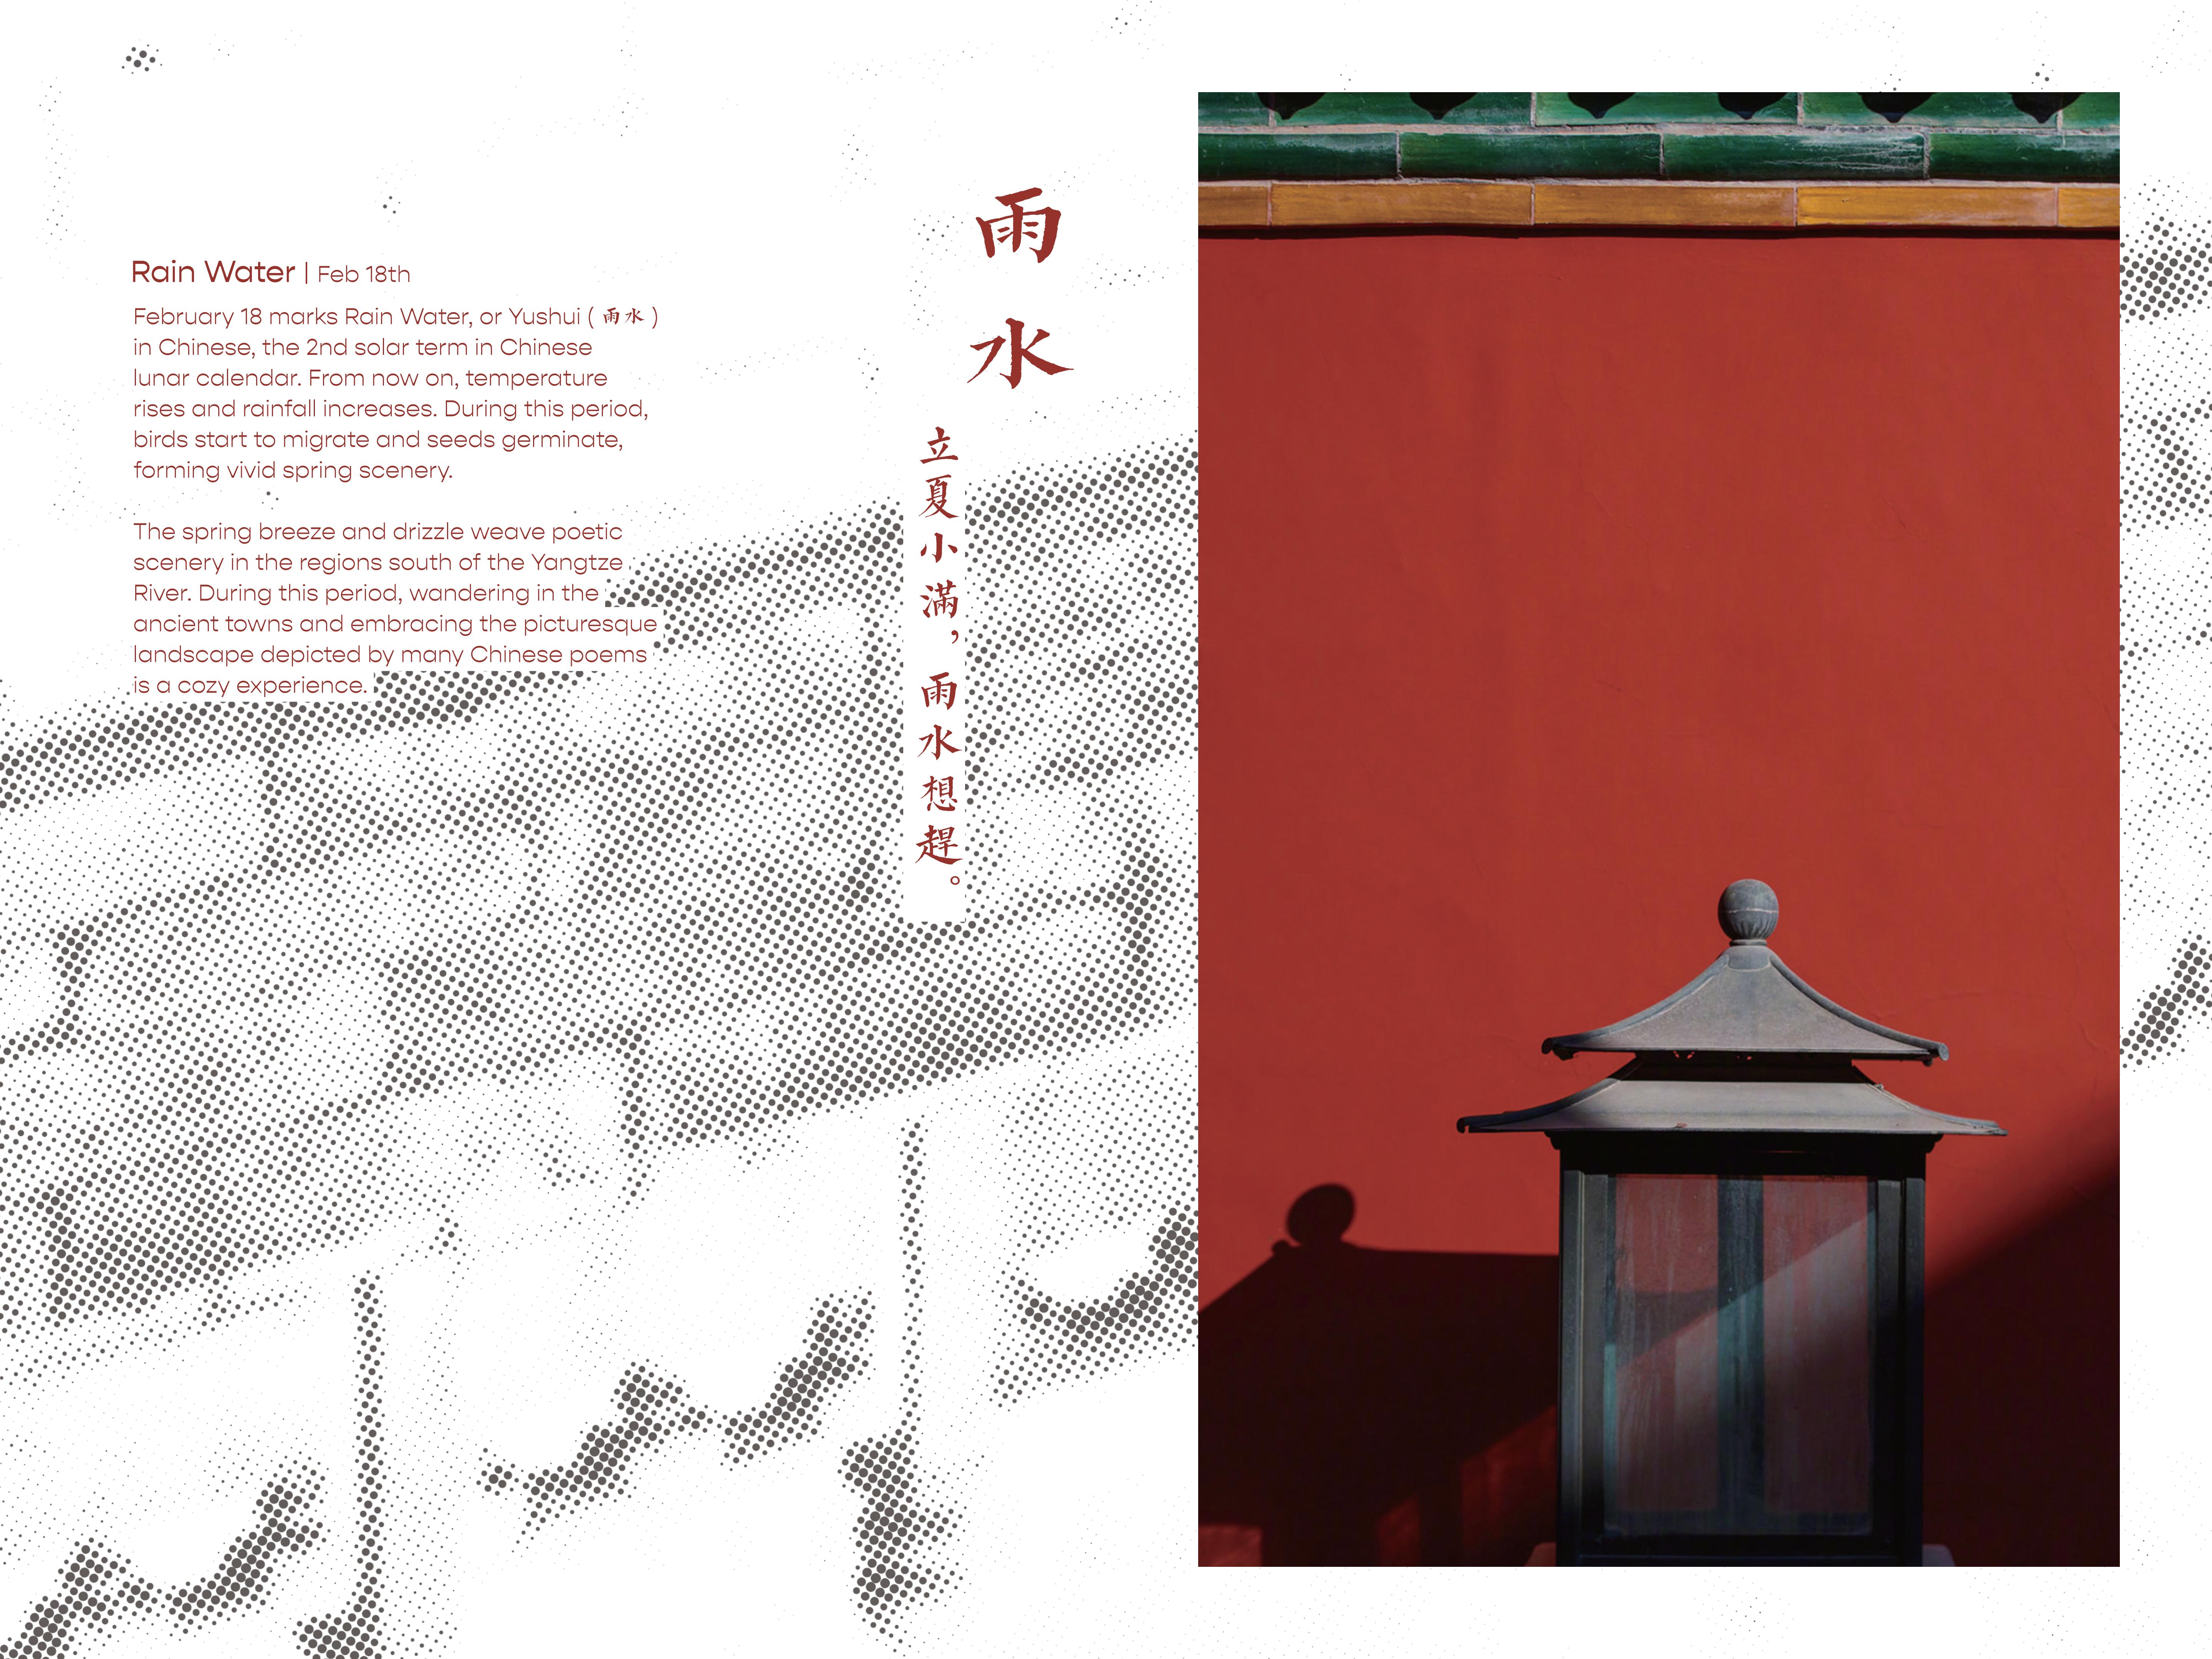 Rain Water | Feb 18th
February 18 marks Rain Water, or Yushui ( 雨水 )
in Chinese, the 2nd solar term in Chinese
lunar calendar. From now on, temperature
rises and rainfall increases. During this period,
birds start to migrate and seeds germinate,
forming vivid spring scenery.
The spring breeze and drizzle weave poetic
scenery in the regions south of the Yangtze
River. During this period, wandering in the
ancient towns and embracing the picturesque
landscape depicted by many Chinese poems
is a cozy experience.
雨水
立夏小滿，雨水想趕。